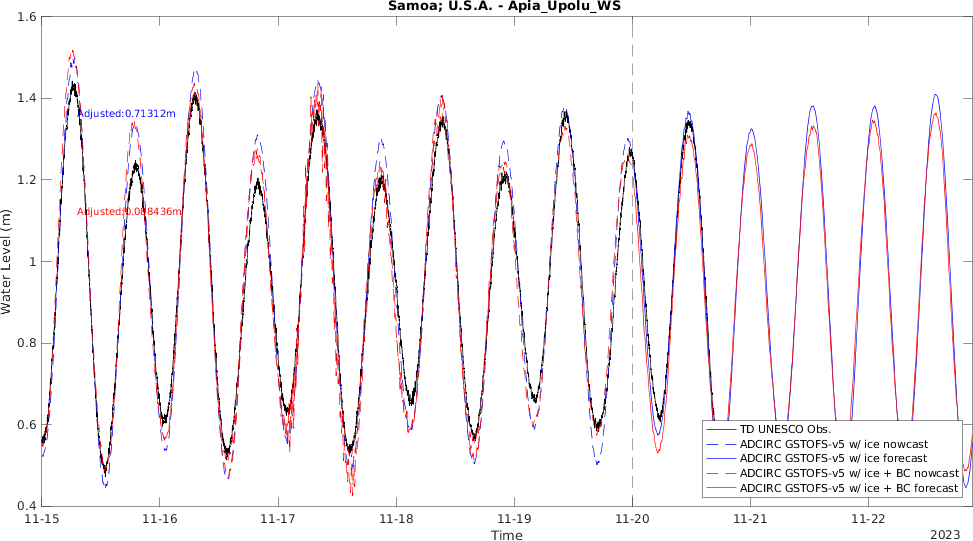 Samoa; U.S.A. - Apia_Upolu_WS
1.6
1.4
Adjusted:0.71312m
1.2
Adjusted:0.088436m
Water Level (m)
1
0.8
0.6
0.4
TD UNESCO Obs.
ADCIRC GSTOFS-v5 w/ ice nowcast
ADCIRC GSTOFS-v5 w/ ice forecast
ADCIRC GSTOFS-v5 w/ ice + BC nowcast
ADCIRC GSTOFS-v5 w/ ice + BC forecast
11-15 11-16 11-17 11-18 11-19 11-20 11-21 11-22
Time
2023